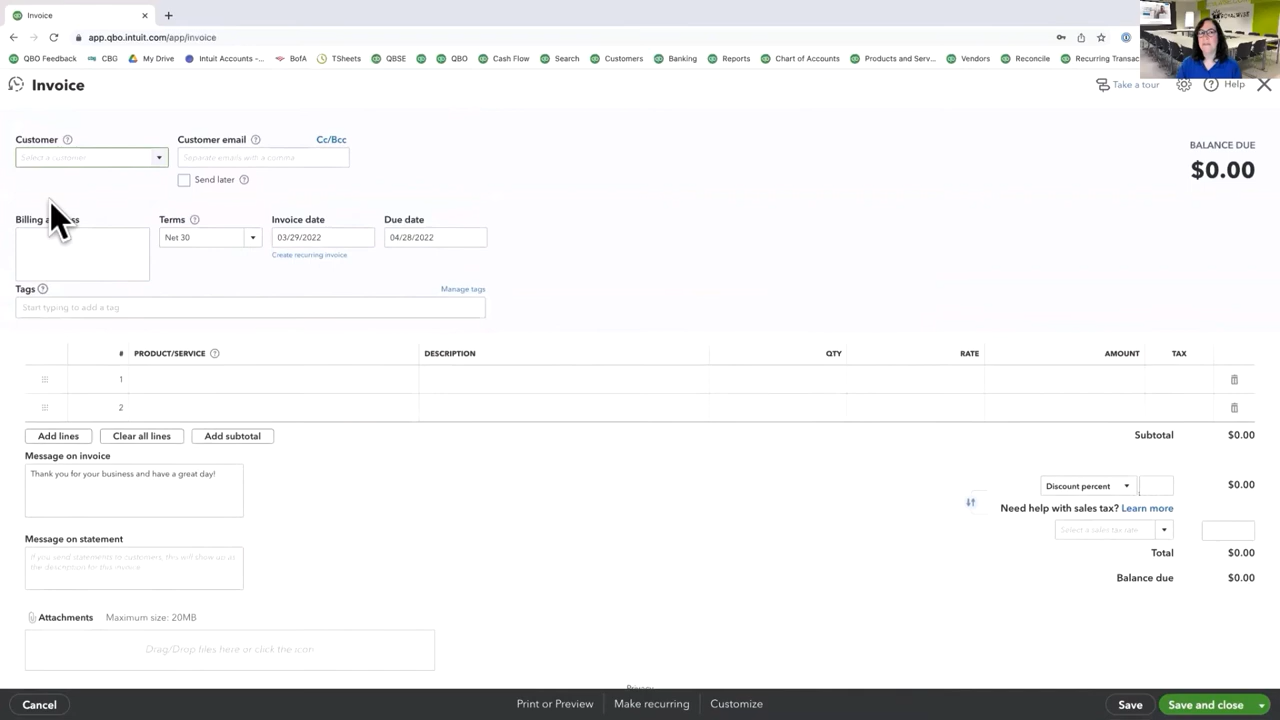 Invoice
app.qbo.intuit.com/app/invoice
QBO Feedback CBG My Drive Intuit Accounts -... BofA TSheets QBSE QBO Cash Flow Search Customers Banking Reports Chart of Accounts Products and Serv... Vendors Reconcile Recurring Transac
Invoice Take a tour Help
Customer Customer email Cc/Bcc BALANCE DUE
Select a customer Separate emails with a comma $0.00
Send later
Billing Terms Invoice date Due date
Net 30 03/29/2022 04/28/2022
Create recurring invoice
Tags Manage tags
Start typing to add a tag
# PRODUCT/SERVICE DESCRIPTION QTY RATE AMOUNT TAX
1
2
Add lines Clear all lines Add subtotal Subtotal $0.00
Message on invoice
Thank you for your business and have a great day!
Discount percent $0.00
Need help with sales tax? Learn more
Select a sales tax rate
Message on statement
Total $0.00
If you send statements to customers, this will show up as
the description for this invoice.
Balance due $0.00
Attachments Maximum size: 20MB
Drag/Drop files here or click the icon
Privacy
Cancel Print or Preview Make recurring Customize Save Save and close